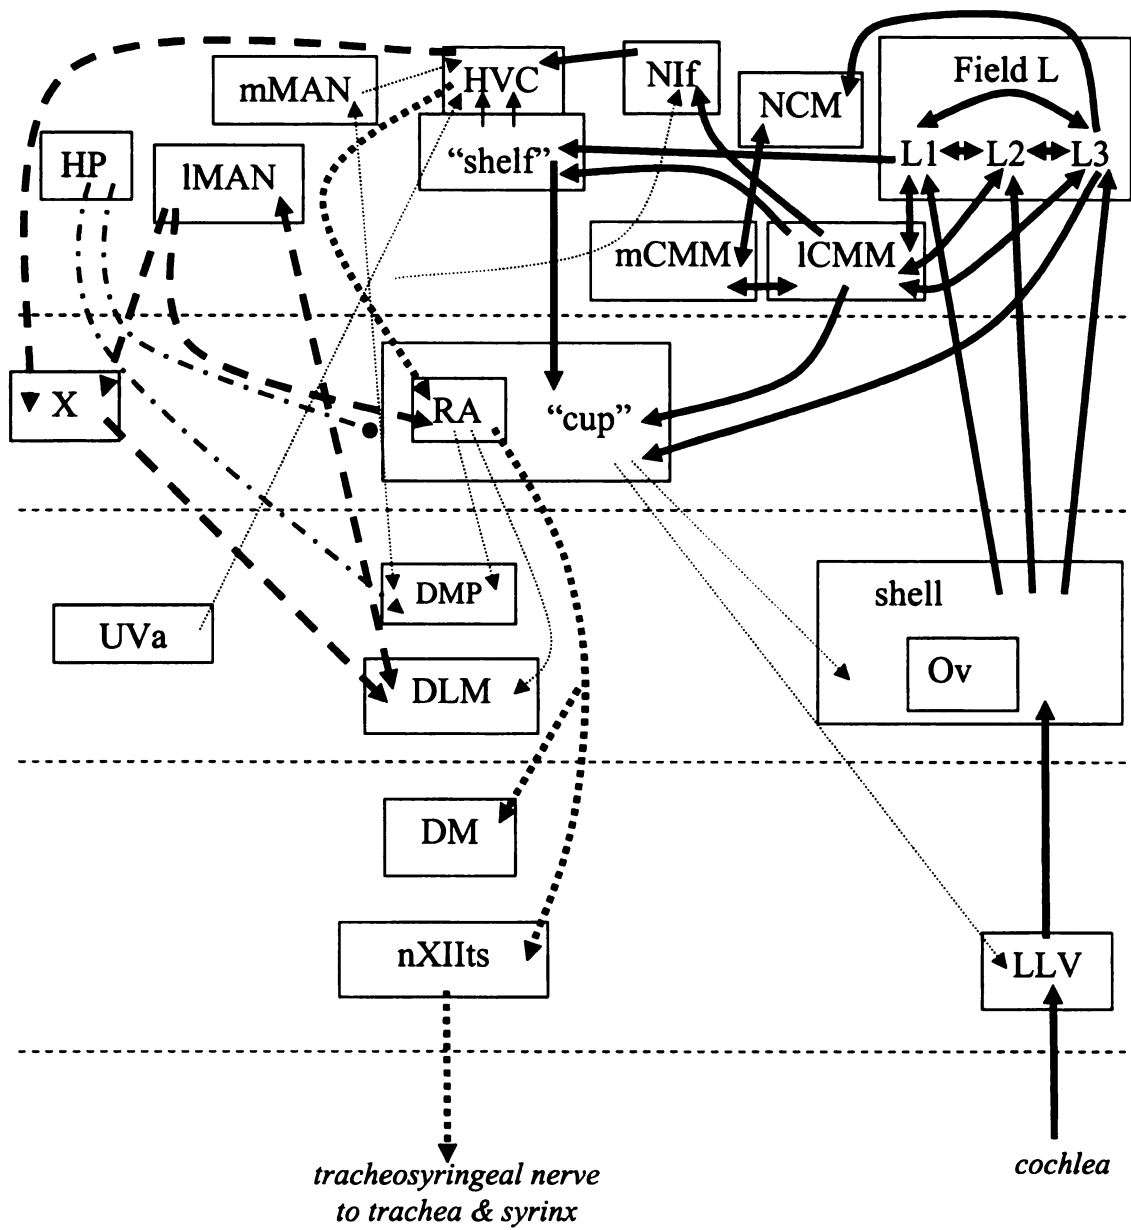 HVC
NIf
Field L
mMAN
NCM
HP
lMAN
“shelf”
L1
L2
L3
mCMM
lCMM
X
RA
“cup”
DMP
shell
UVa
Ov
DLM
DM
nXIIts
LLV
tracheosyringeal nerve
to trachea & syrinx
cochlea